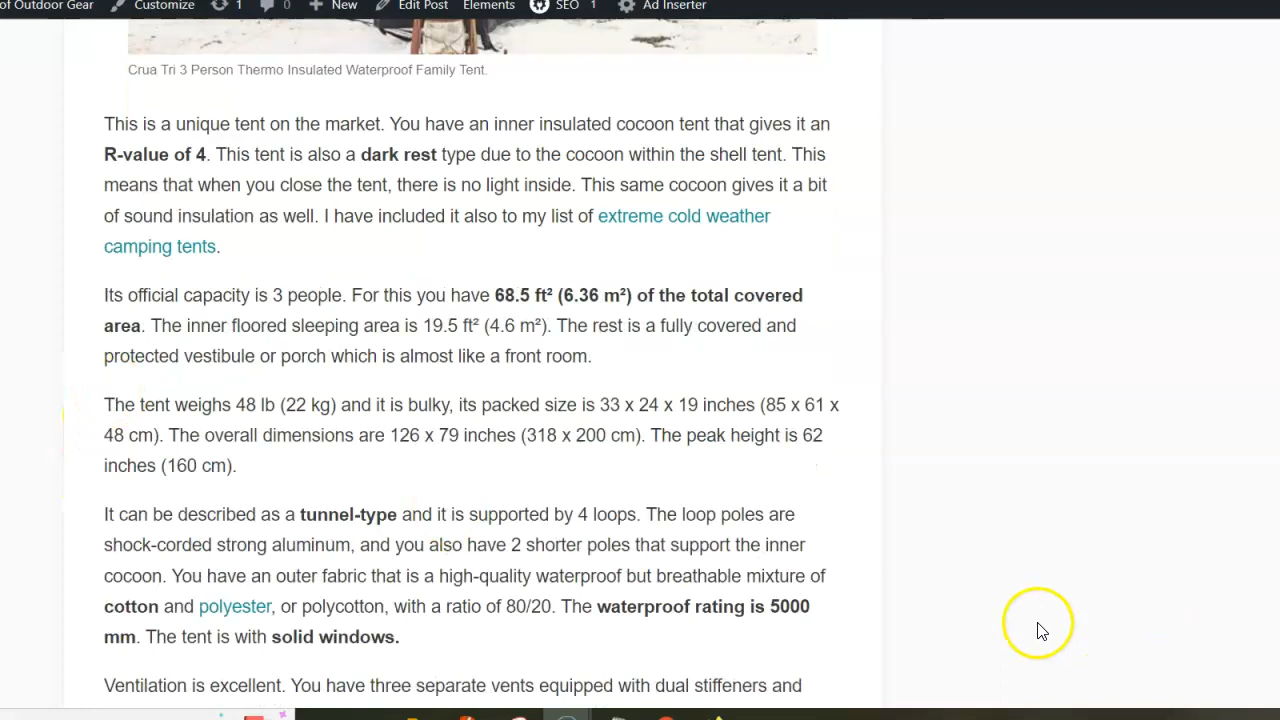 of Outdoor Gear Customize 1 0 New Edit Post Elements SEO 1 Ad Inserter
Crua Tri 3 Person Thermo Insulated Waterproof Family Tent.
This is a unique tent on the market. You have an inner insulated cocoon tent that gives it an
R-value of 4. This tent is also a dark rest type due to the cocoon within the shell tent. This
means that when you close the tent, there is no light inside. This same cocoon gives it a bit
of sound insulation as well. I have included it also to my list of extreme cold weather
camping tents.
Its official capacity is 3 people. For this you have 68.5 ft² (6.36 m²) of the total covered
area. The inner floored sleeping area is 19.5 ft² (4.6 m²). The rest is a fully covered and
protected vestibule or porch which is almost like a front room.
The tent weighs 48 lb (22 kg) and it is bulky, its packed size is 33 x 24 x 19 inches (85 x 61 x
48 cm). The overall dimensions are 126 x 79 inches (318 x 200 cm). The peak height is 62
inches (160 cm).
It can be described as a tunnel-type and it is supported by 4 loops. The loop poles are
shock-corded strong aluminum, and you also have 2 shorter poles that support the inner
cocoon. You have an outer fabric that is a high-quality waterproof but breathable mixture of
cotton and polyester, or polycotton, with a ratio of 80/20. The waterproof rating is 5000
mm. The tent is with solid windows.
Ventilation is excellent. You have three separate vents equipped with dual stiffeners and